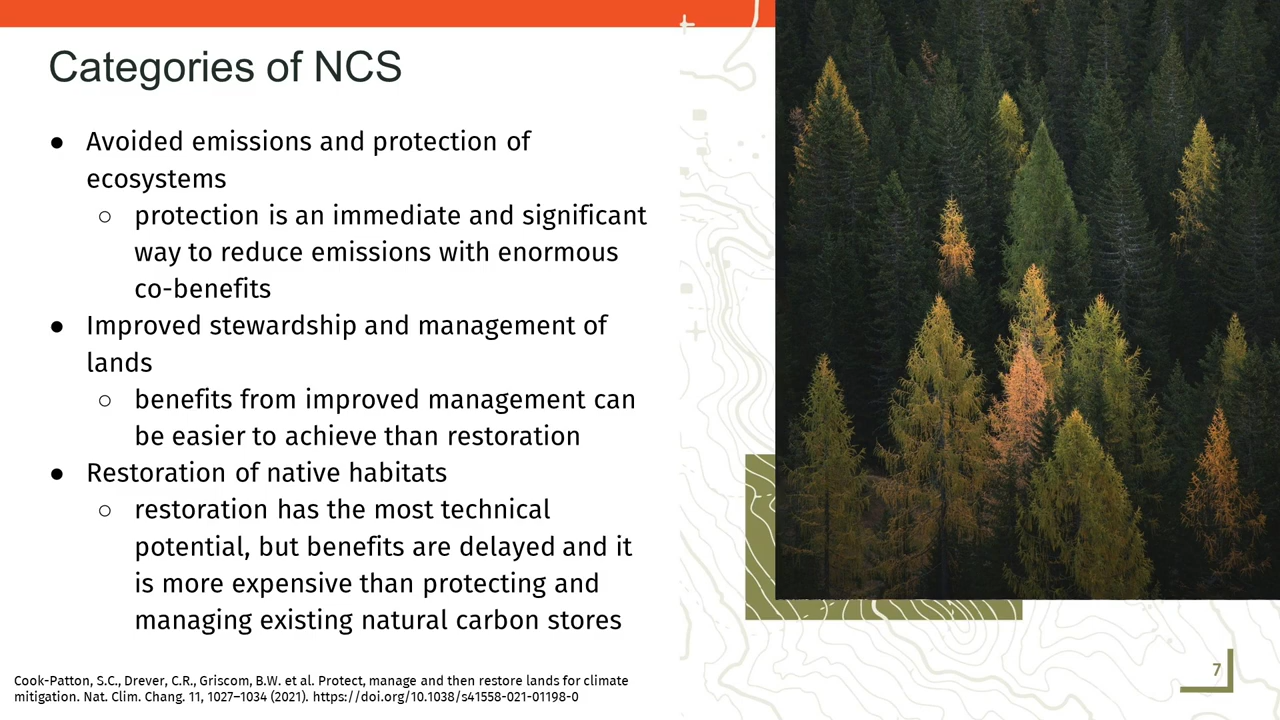 Categories of NCS
● Avoided emissions and protection of
ecosystems
○ protection is an immediate and significant
way to reduce emissions with enormous
co-benefits
● Improved stewardship and management of
lands
○ benefits from improved management can
be easier to achieve than restoration
● Restoration of native habitats
○ restoration has the most technical
potential, but benefits are delayed and it
is more expensive than protecting and
managing existing natural carbon stores
Cook-Patton, S.C., Drever, C.R., Griscom, B.W. et al. Protect, manage and then restore lands for climate
mitigation. Nat. Clim. Chang. 11, 1027–1034 (2021). https://doi.org/10.1038/s41558-021-01198-0
7